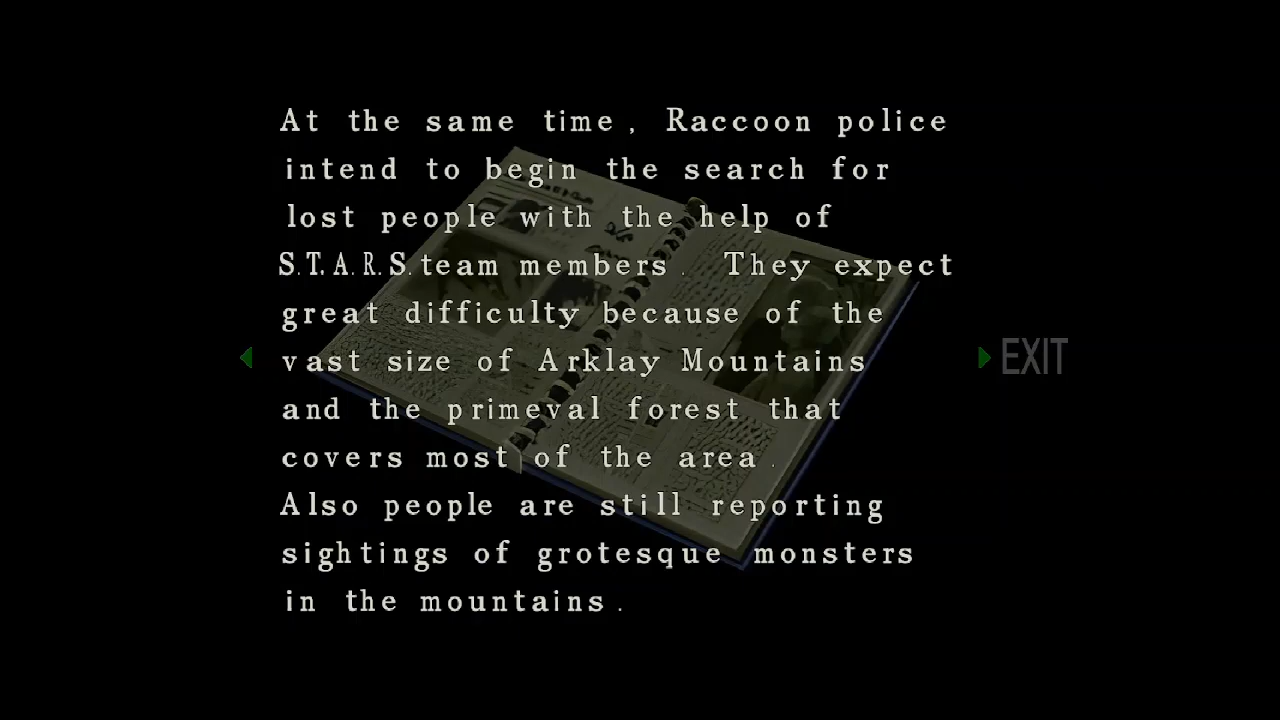 At the same time, Raccoon police
intend to begin the search for
lost people with the help of
S.T.A.R.S. team members. They expect
great difficulty because of the
vast size of Arklay Mountains
and the primeval forest that
covers most of the area.
Also people are still reporting
sightings of grotesque monsters
in the mountains.
EXIT